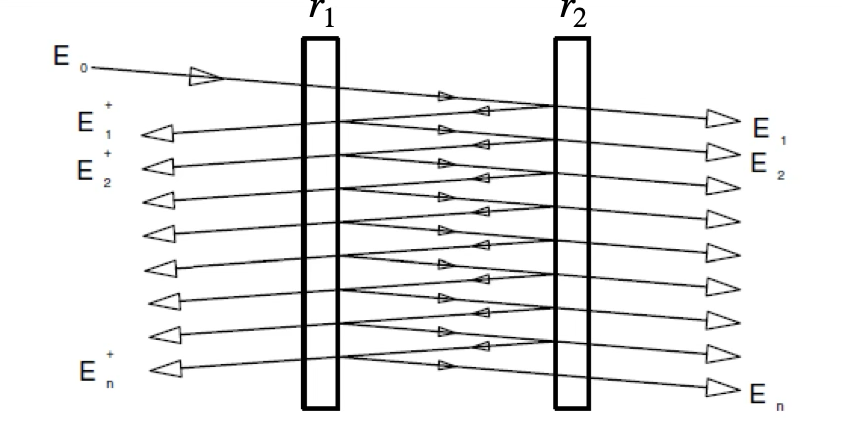 r₁ r₂
E₀
E₁⁺
E₂⁺
Eₙ⁺
E₁
E₂
Eₙ